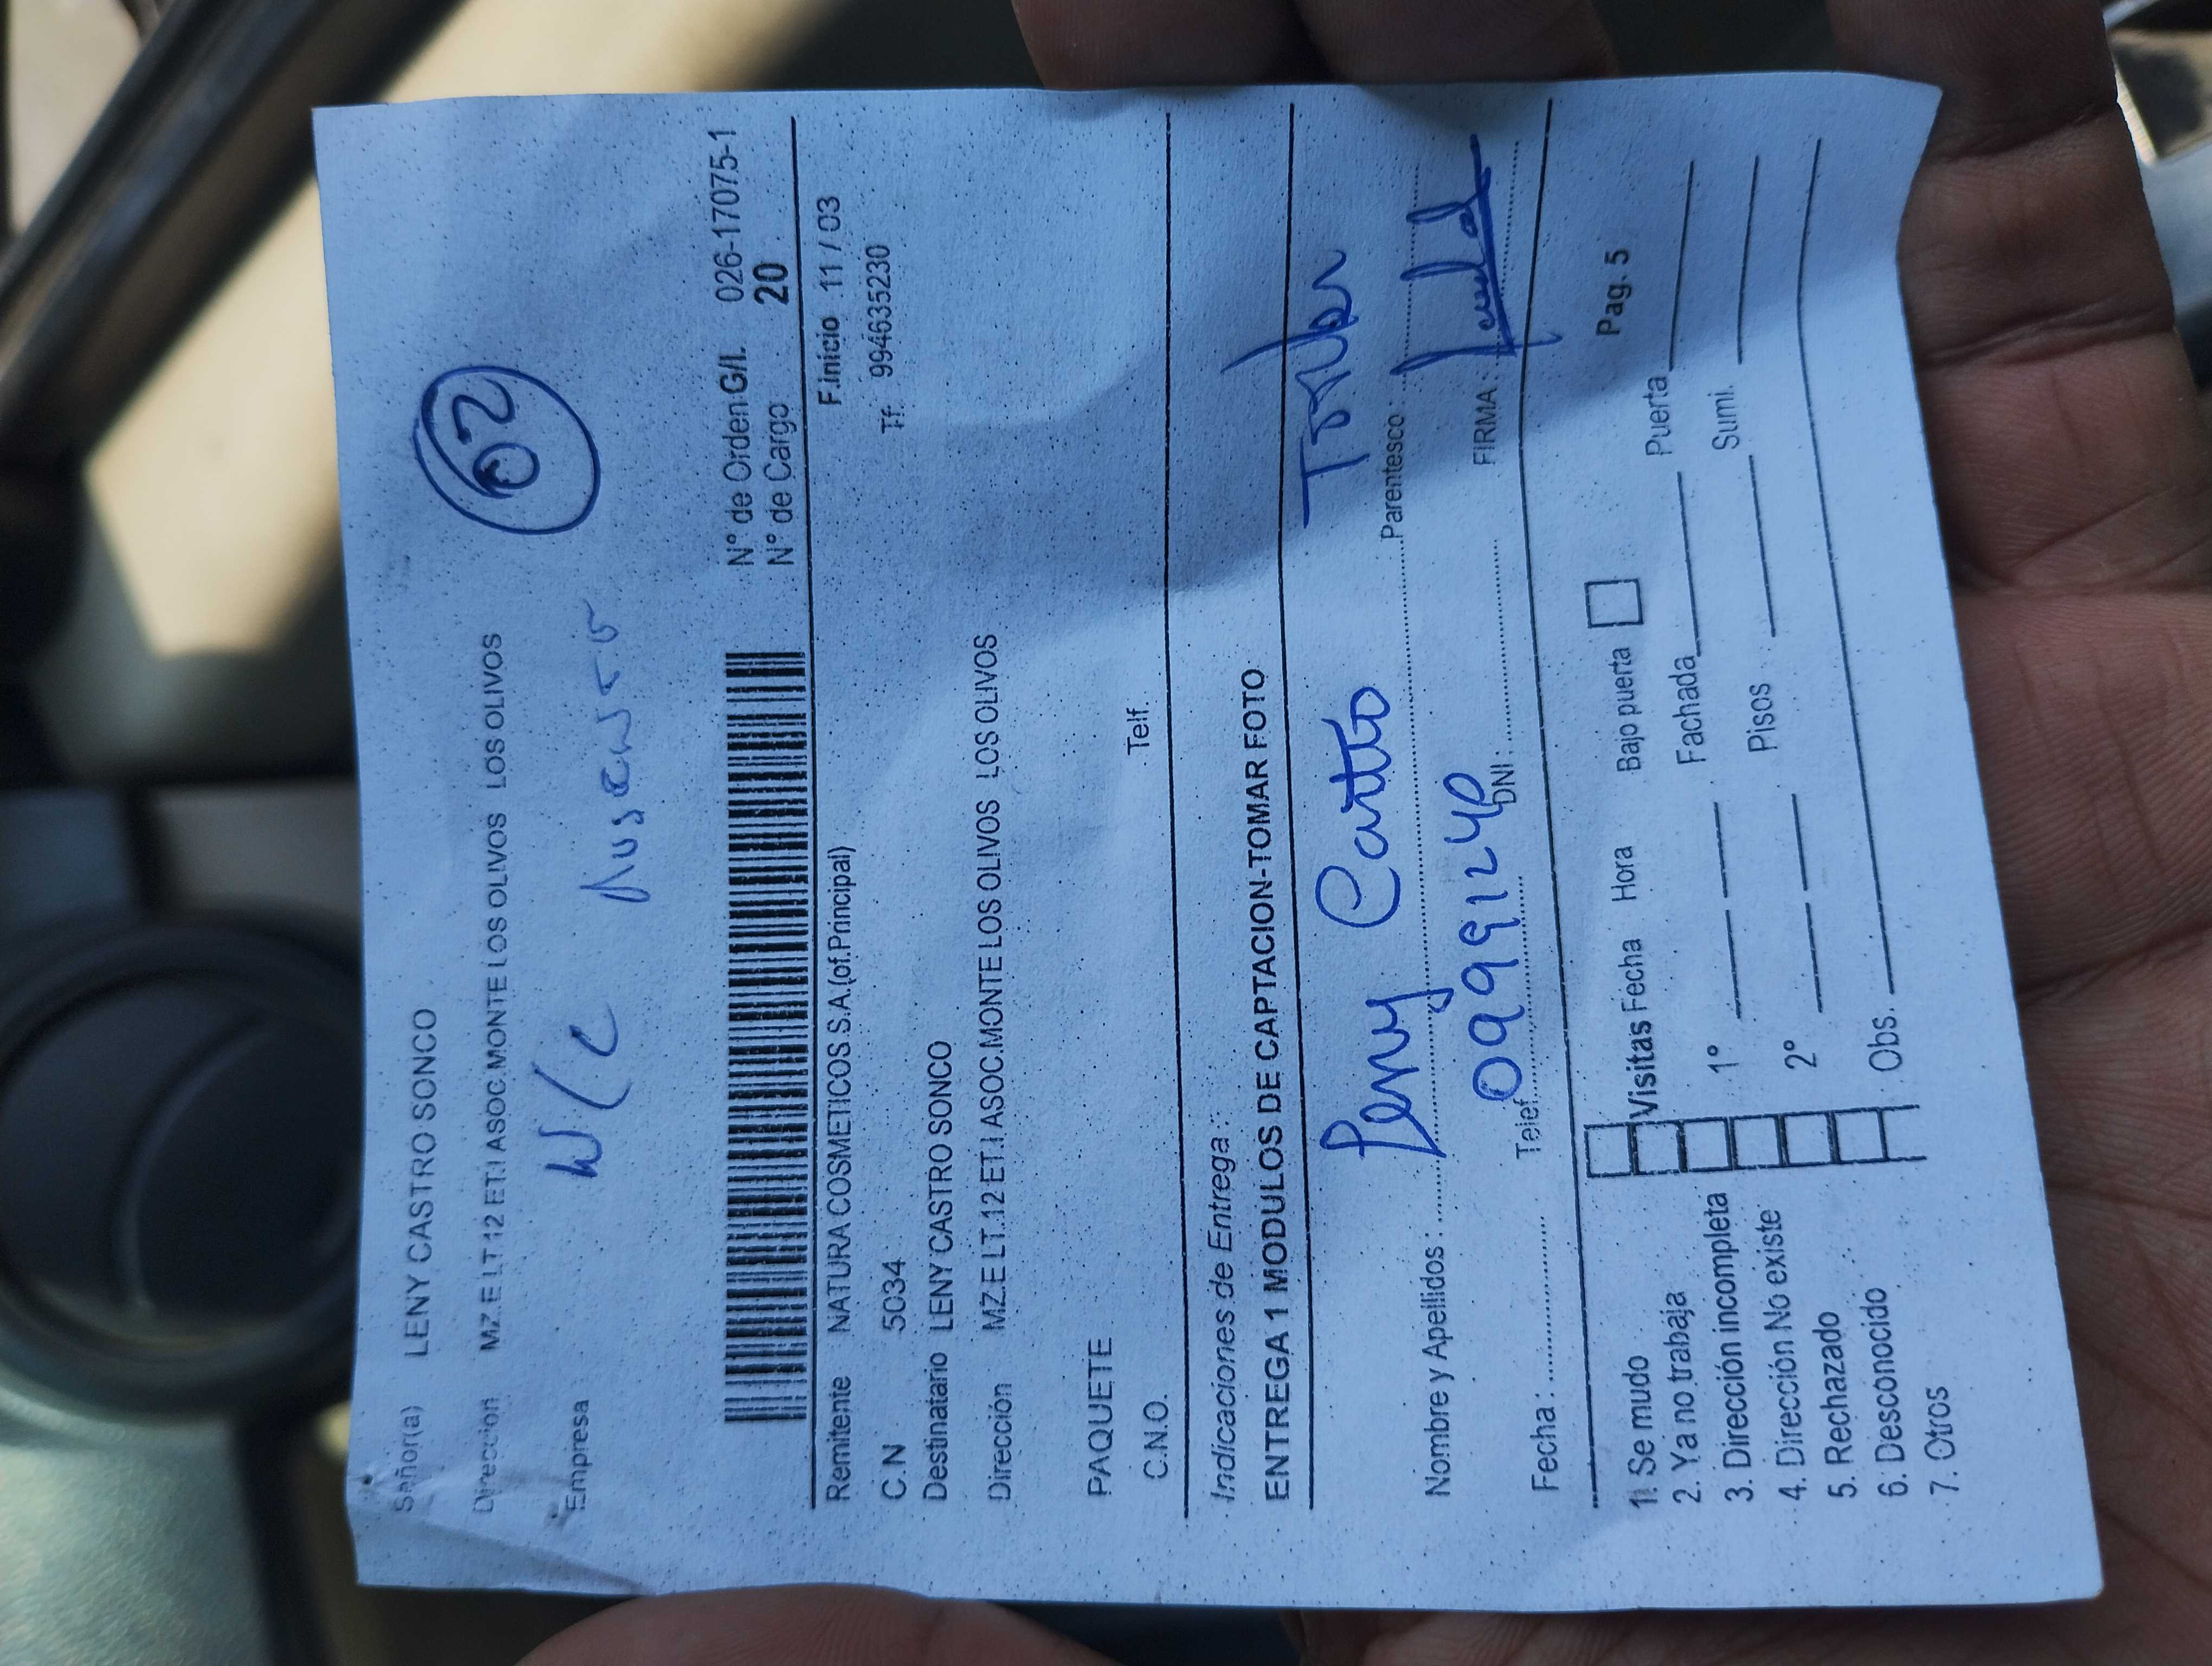 Señor(a) LENY CASTRO SONCO
Dirección MZ.E LT.12 ET.I ASOC.MONTE LOS OLIVOS LOS OLIVOS
02
Empresa
N/C Ausente
N° de Orden G/L 026-17075-1
N° de Cargo 20
Remitente NATURA COSMETICOS S.A.(of.Principal) F.inicio 11 / 03
C.N 5034 Tf. 994635230
Destinatario LENY CASTRO SONCO
Dirección MZ.E LT.12 ET.I ASOC.MONTE LOS OLIVOS LOS OLIVOS
PAQUETE
C.N.O. Telf.
Indicaciones de Entrega :
ENTREGA 1 MODULOS DE CAPTACION-TOMAR FOTO
Nombre y Apellidos : Leny Castro Parentesco :
Fecha : Telef. DNI : FIRMA :
Pag. 5
1. Se mudo Visitas Fecha Hora Bajo puerta
2. Ya no trabaja Fachada Puerta
3. Dirección incompleta 1° Pisos Sumi.
4. Dirección No existe 2°
5. Rechazado
6. Desconocido Obs.
7. Otros